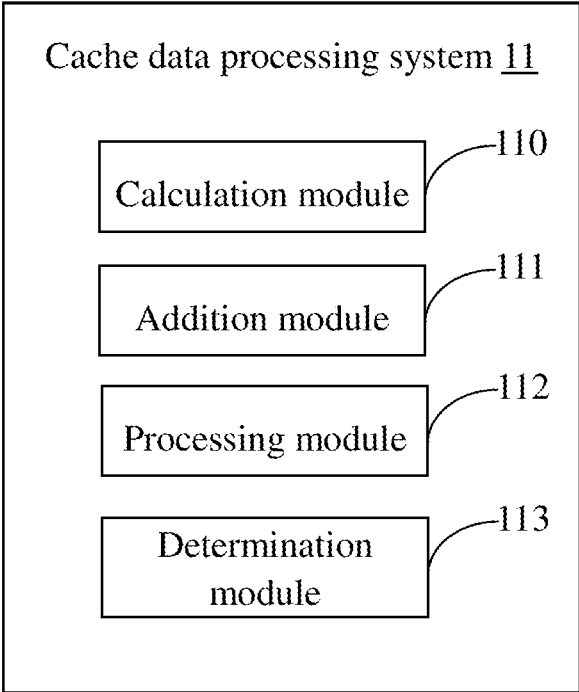 Cache data processing system 11
110
Calculation module
111
Addition module
112
Processing module
113
Determination
module